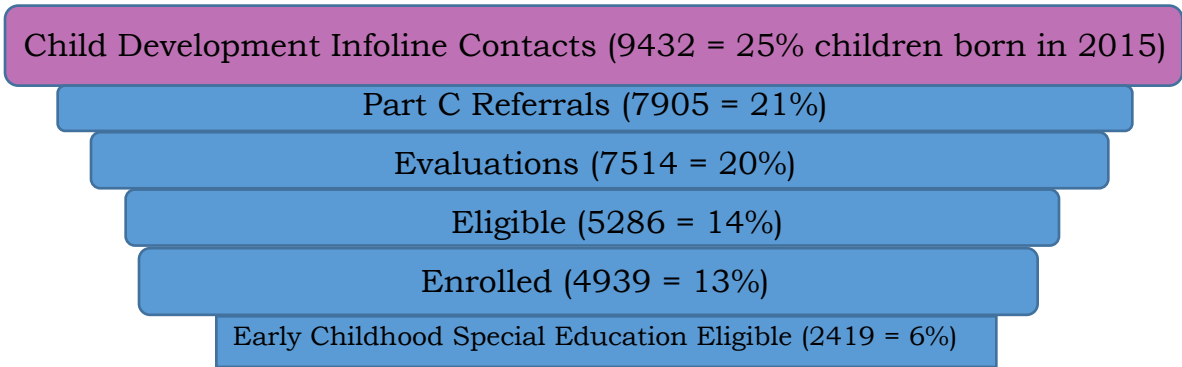 Child Development Infoline Contacts (9432 = 25% children born in 2015)
Part C Referrals (7905 = 21%)
Evaluations (7514 = 20%)
Eligible (5286 = 14%)
Enrolled (4939 = 13%)
Early Childhood Special Education Eligible (2419 = 6%)